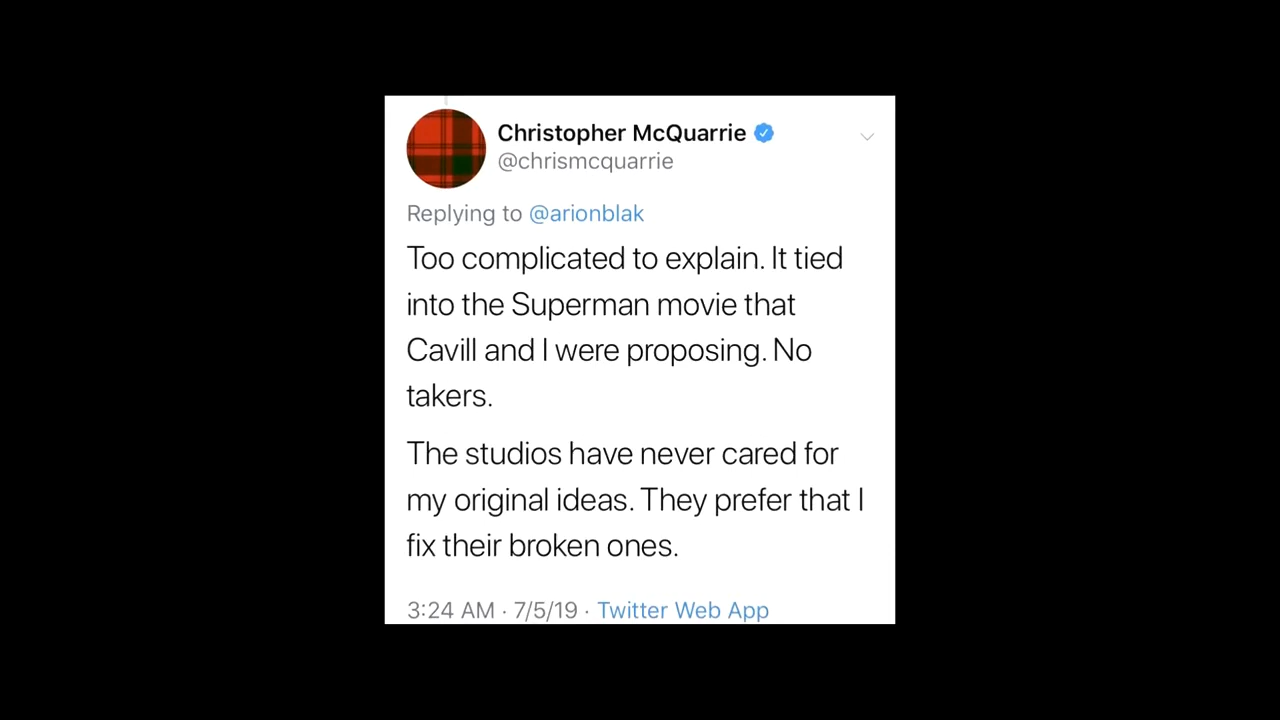 Christopher McQuarrie
@chrismcquarrie
Replying to @arionblak
Too complicated to explain. It tied
into the Superman movie that
Cavill and I were proposing. No
takers.
The studios have never cared for
my original ideas. They prefer that I
fix their broken ones.
3:24 AM · 7/5/19 · Twitter Web App